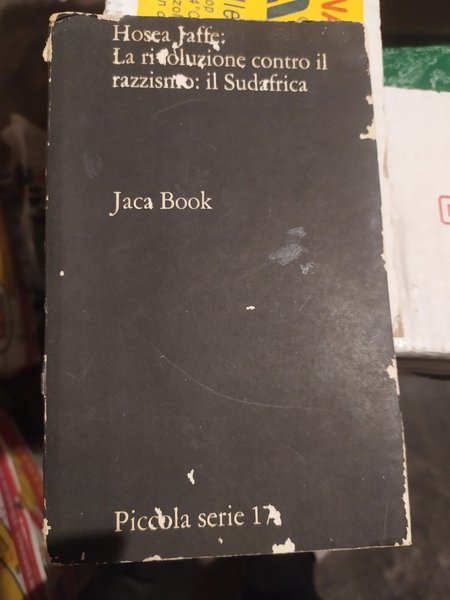 Hosea Jaffe:
La rivoluzione contro il
razzismo: il Sudafrica
Jaca Book
Piccola serie 17